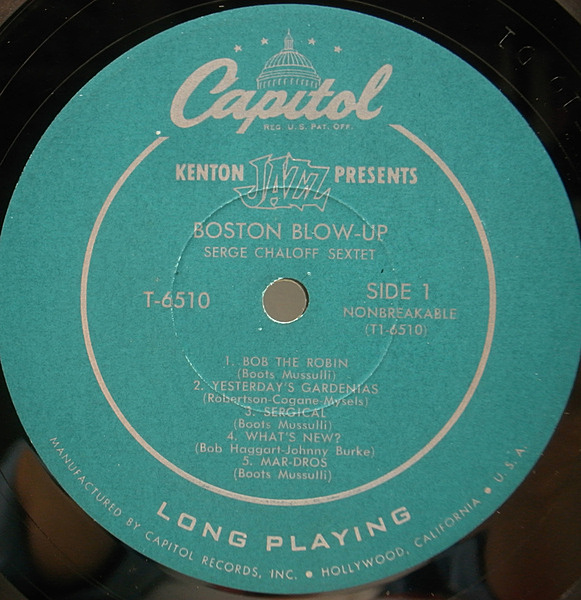 Capitol
REG. U.S. PAT. OFF.
KENTON JAZZ PRESENTS
BOSTON BLOW-UP
SERGE CHALOFF SEXTET
T-6510
SIDE 1
NONBREAKABLE
(T1-6510)
1. BOB THE ROBIN
(Boots Mussulli)
2. YESTERDAY'S GARDENIAS
(Robertson-Cogane-Mysels)
3. SERGICAL
(Boots Mussulli)
4. WHAT'S NEW?
(Bob Haggart-Johnny Burke)
5. MAR-DROS
(Boots Mussulli)
LONG PLAYING
MANUFACTURED BY CAPITOL RECORDS, INC. • HOLLYWOOD, CALIFORNIA • U.S.A.